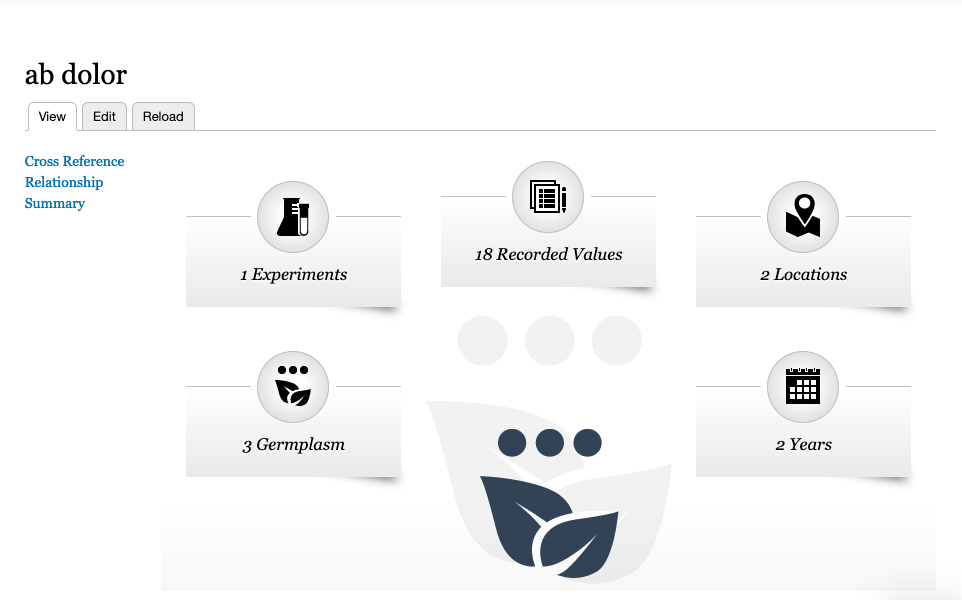 ab dolor
View
Edit
Reload
Cross Reference
Relationship
Summary
1 Experiments
18 Recorded Values
2 Locations
3 Germplasm
2 Years